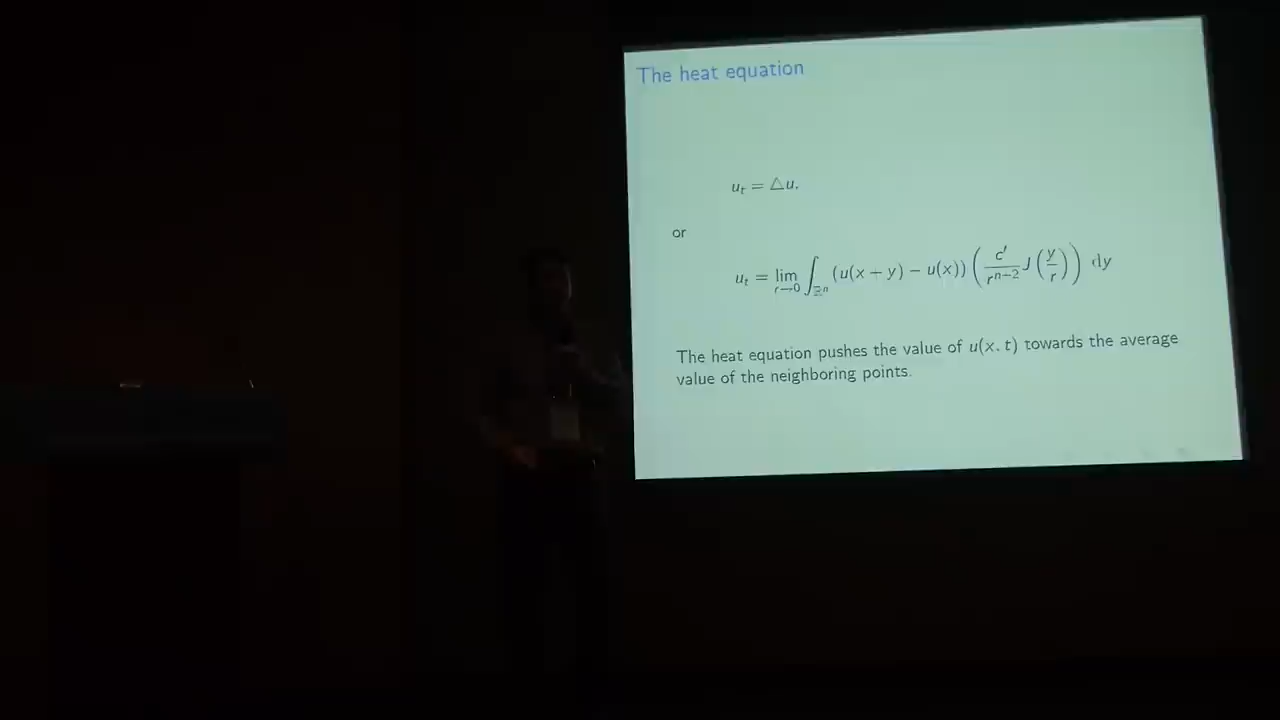 The heat equation
u_t = △u,
or
u_t = lim_{r→0} ∫_{ℝ^n} (u(x + y) − u(x)) (c′/r^{n−2} J(y/r)) dy
The heat equation pushes the value of u(x, t) towards the average
value of the neighboring points.